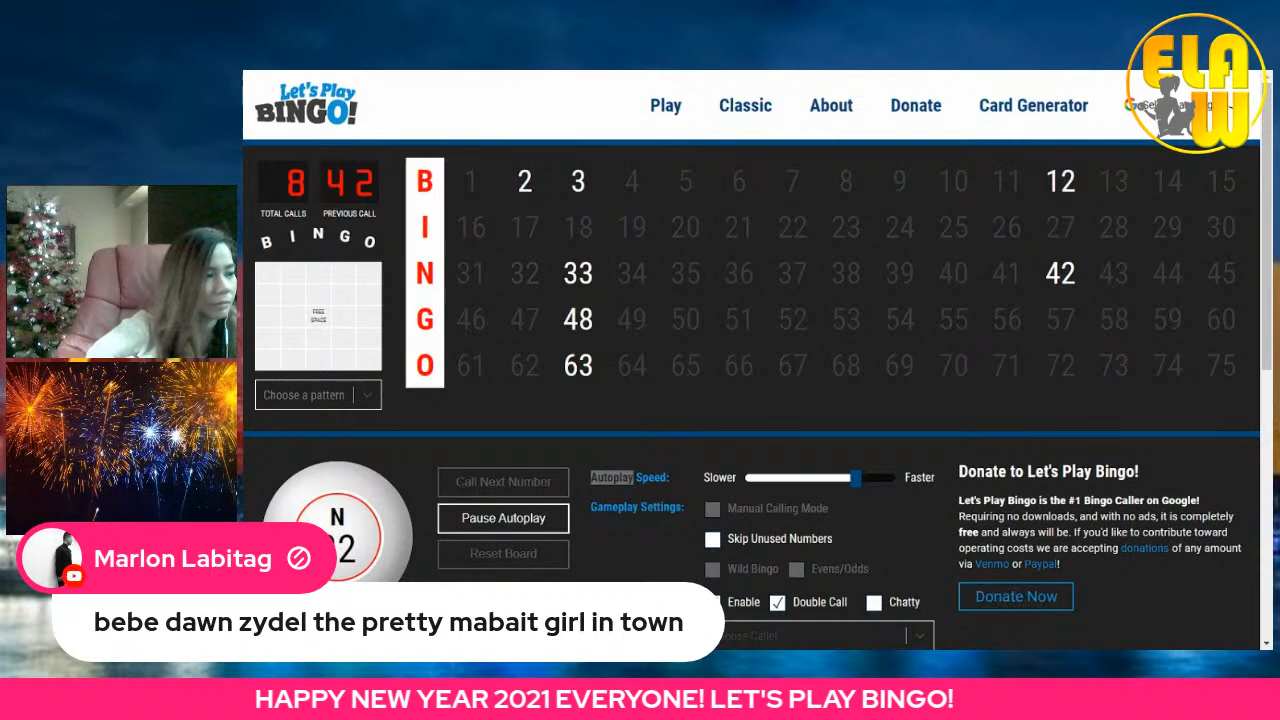 Let's Play
BINGO!
Play Classic About Donate Card Generator
ELA
W
8 42
TOTAL CALLS PREVIOUS CALL
B I N G O
FREE
SPACE
Choose a pattern
B 1 2 3 4 5 6 7 8 9 10 11 12 13 14 15
I 16 17 18 19 20 21 22 23 24 25 26 27 28 29 30
N 31 32 33 34 35 36 37 38 39 40 41 42 43 44 45
G 46 47 48 49 50 51 52 53 54 55 56 57 58 59 60
O 61 62 63 64 65 66 67 68 69 70 71 72 73 74 75
N
Call Next Number
Pause Autoplay
Reset Board
Autoplay Speed: Slower Faster
Gameplay Settings: Manual Calling Mode
Skip Unused Numbers
Wild Bingo Evens/Odds
Enable Double Call Chatty
Donate to Let's Play Bingo!
Let's Play Bingo is the #1 Bingo Caller on Google!
Requiring no downloads, and with no ads, it is completely
free and always will be. If you'd like to contribute toward
operating costs we are accepting donations of any amount
via Venmo or Paypal!
Donate Now
Marlon Labitag
bebe dawn zydel the pretty mabait girl in town
HAPPY NEW YEAR 2021 EVERYONE! LET'S PLAY BINGO!